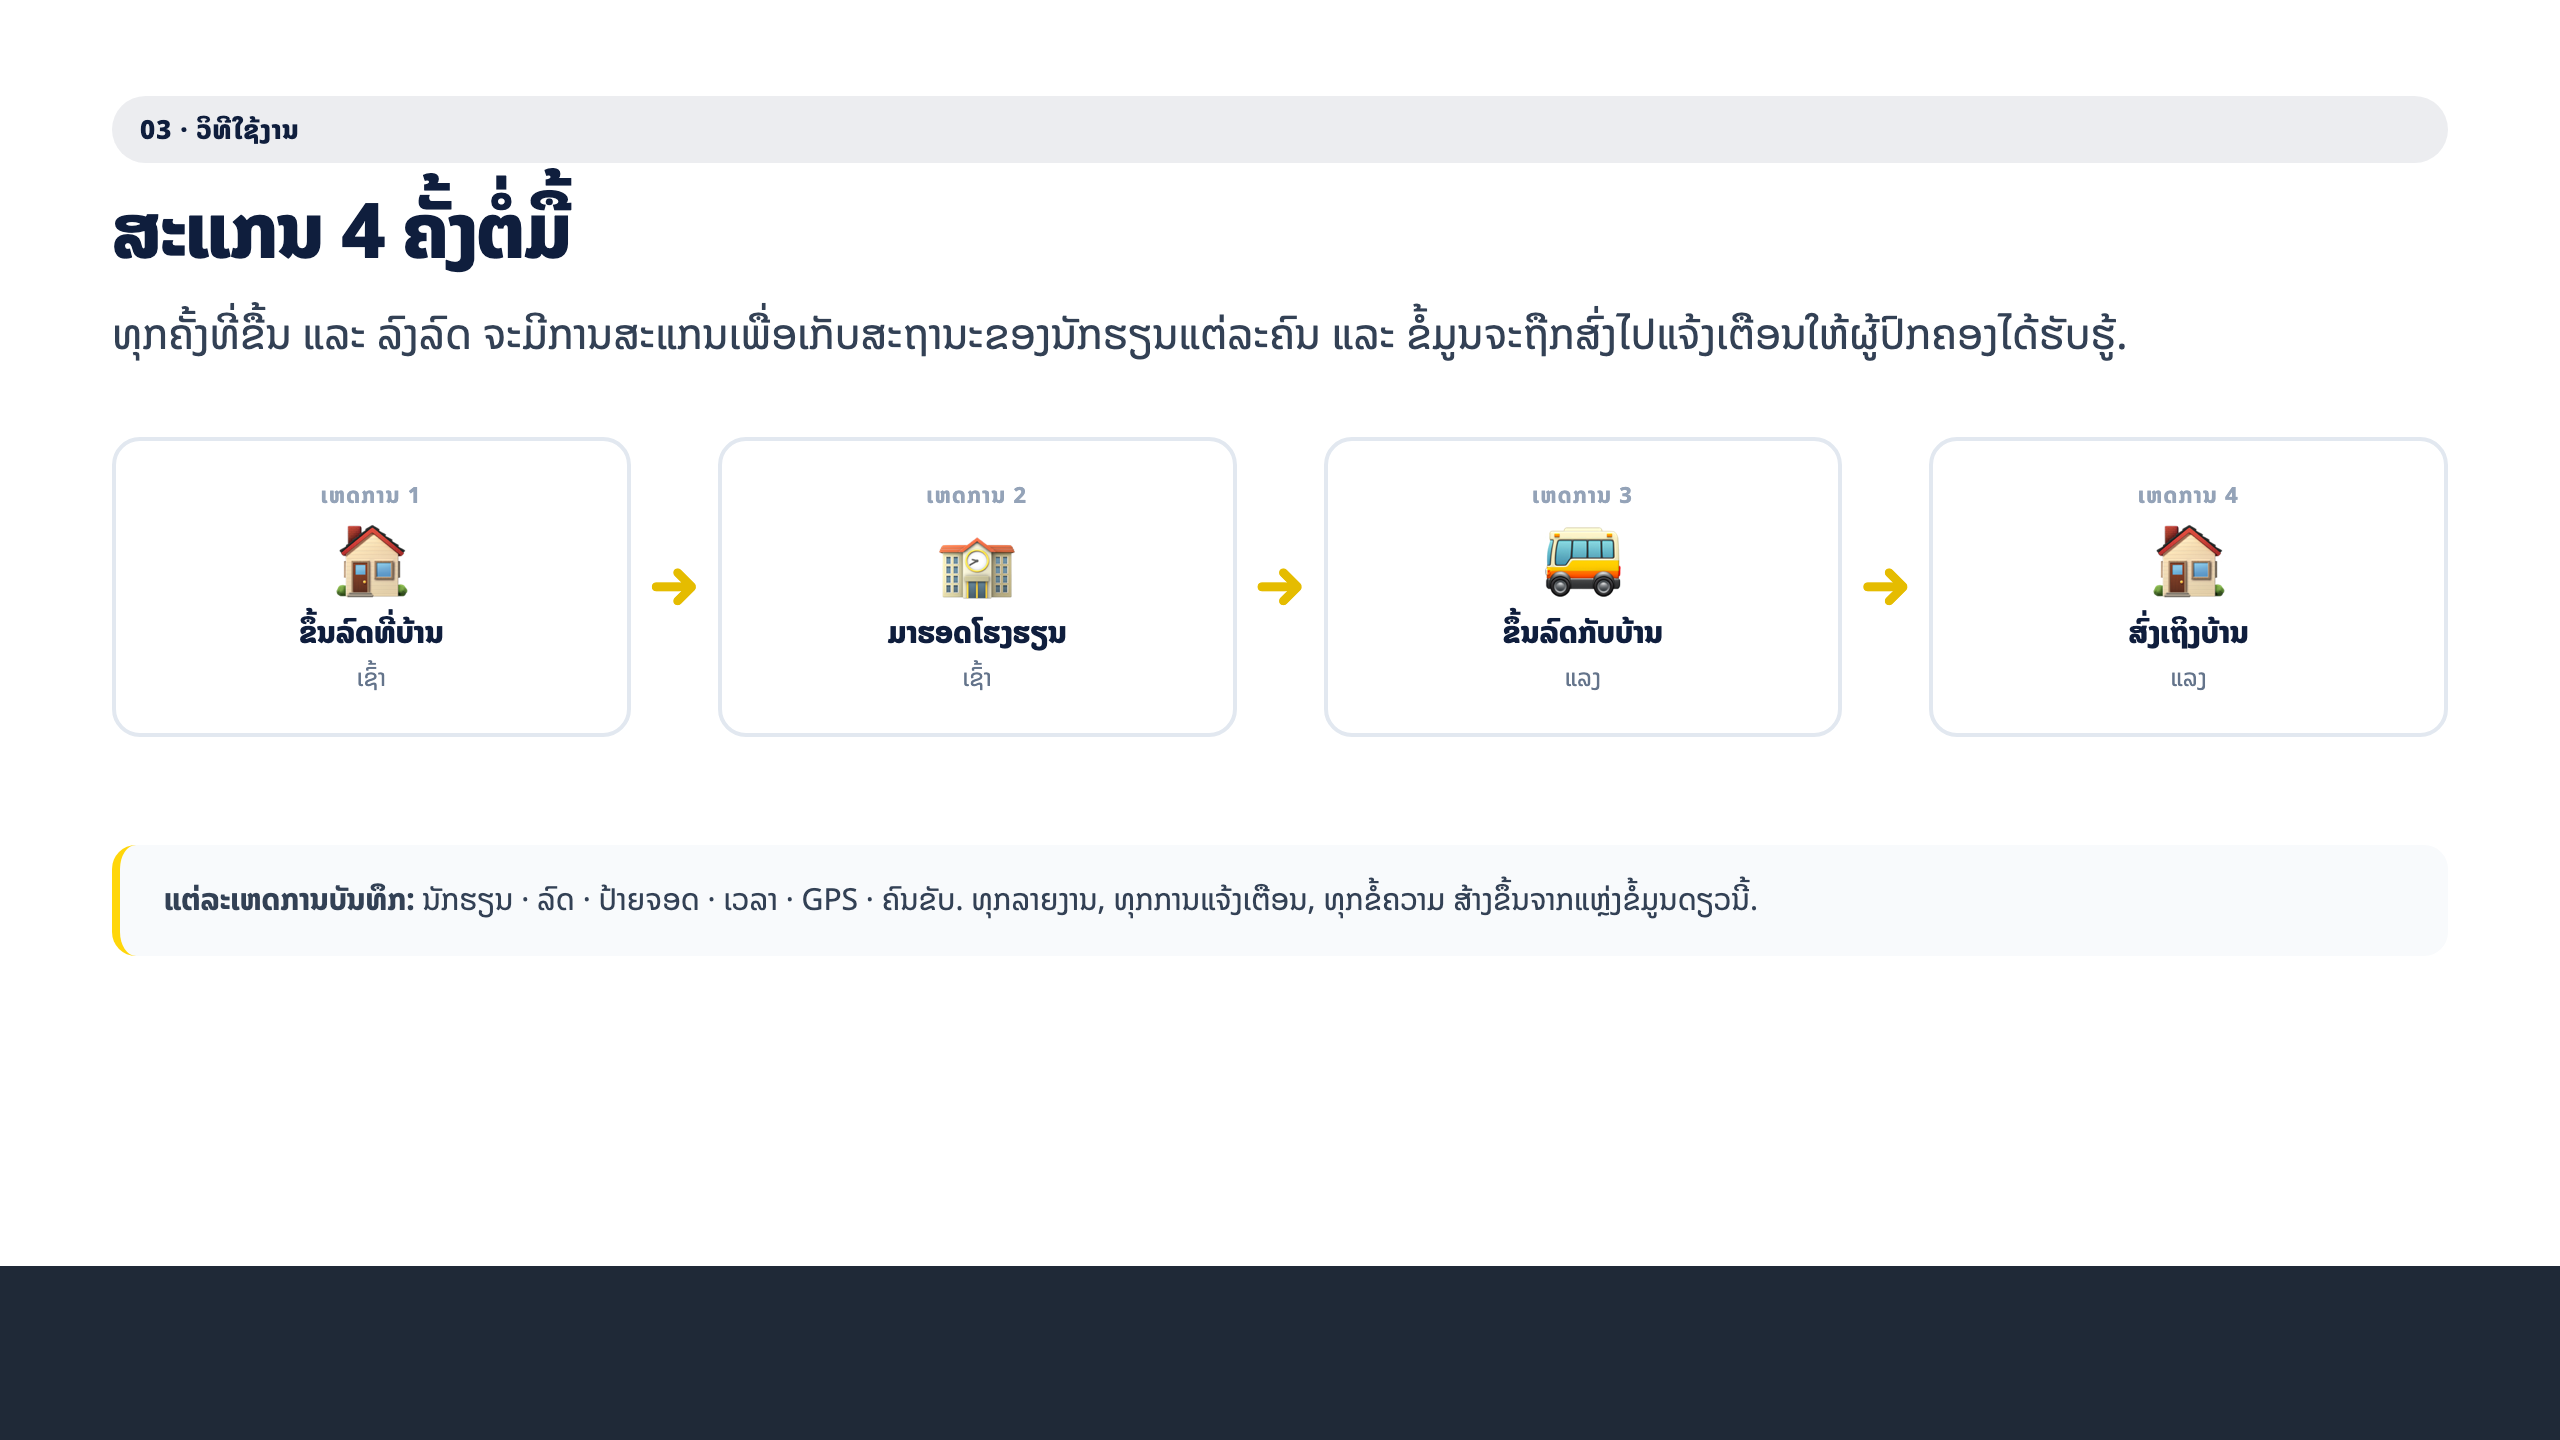 03 · ວິທີໃຊ້ງານ
ສະແກນ 4 ຄັ້ງຕໍ່ມື້
ທຸກຄັ້ງທີ່ຂື້ນ ແລະ ລົງລົດ ຈະມີການສະແກນເພື່ອເກັບສະຖານະຂອງນັກຮຽນແຕ່ລະຄົນ ແລະ ຂໍ້ມູນຈະຖືກສົ່ງໄປແຈ້ງເຕືອນໃຫ້ຜູ້ປົກຄອງໄດ້ຮັບຮູ້.
ເຫດການ 1
ຂຶ້ນລົດທີ່ບ້ານ
ເຊົ້າ
ເຫດການ 2
ມາຮອດໂຮງຮຽນ
ເຊົ້າ
ເຫດການ 3
ຂຶ້ນລົດກັບບ້ານ
ແລງ
ເຫດການ 4
ສົ່ງເຖິງບ້ານ
ແລງ
ແຕ່ລະເຫດການບັນທຶກ: ນັກຮຽນ · ລົດ · ປ້າຍຈອດ · ເວລາ · GPS · ຄົນຂັບ. ທຸກລາຍງານ, ທຸກການແຈ້ງເຕືອນ, ທຸກຂໍ້ຄວາມ ສ້າງຂຶ້ນຈາກແຫຼ່ງຂໍ້ມູນດຽວນີ້.